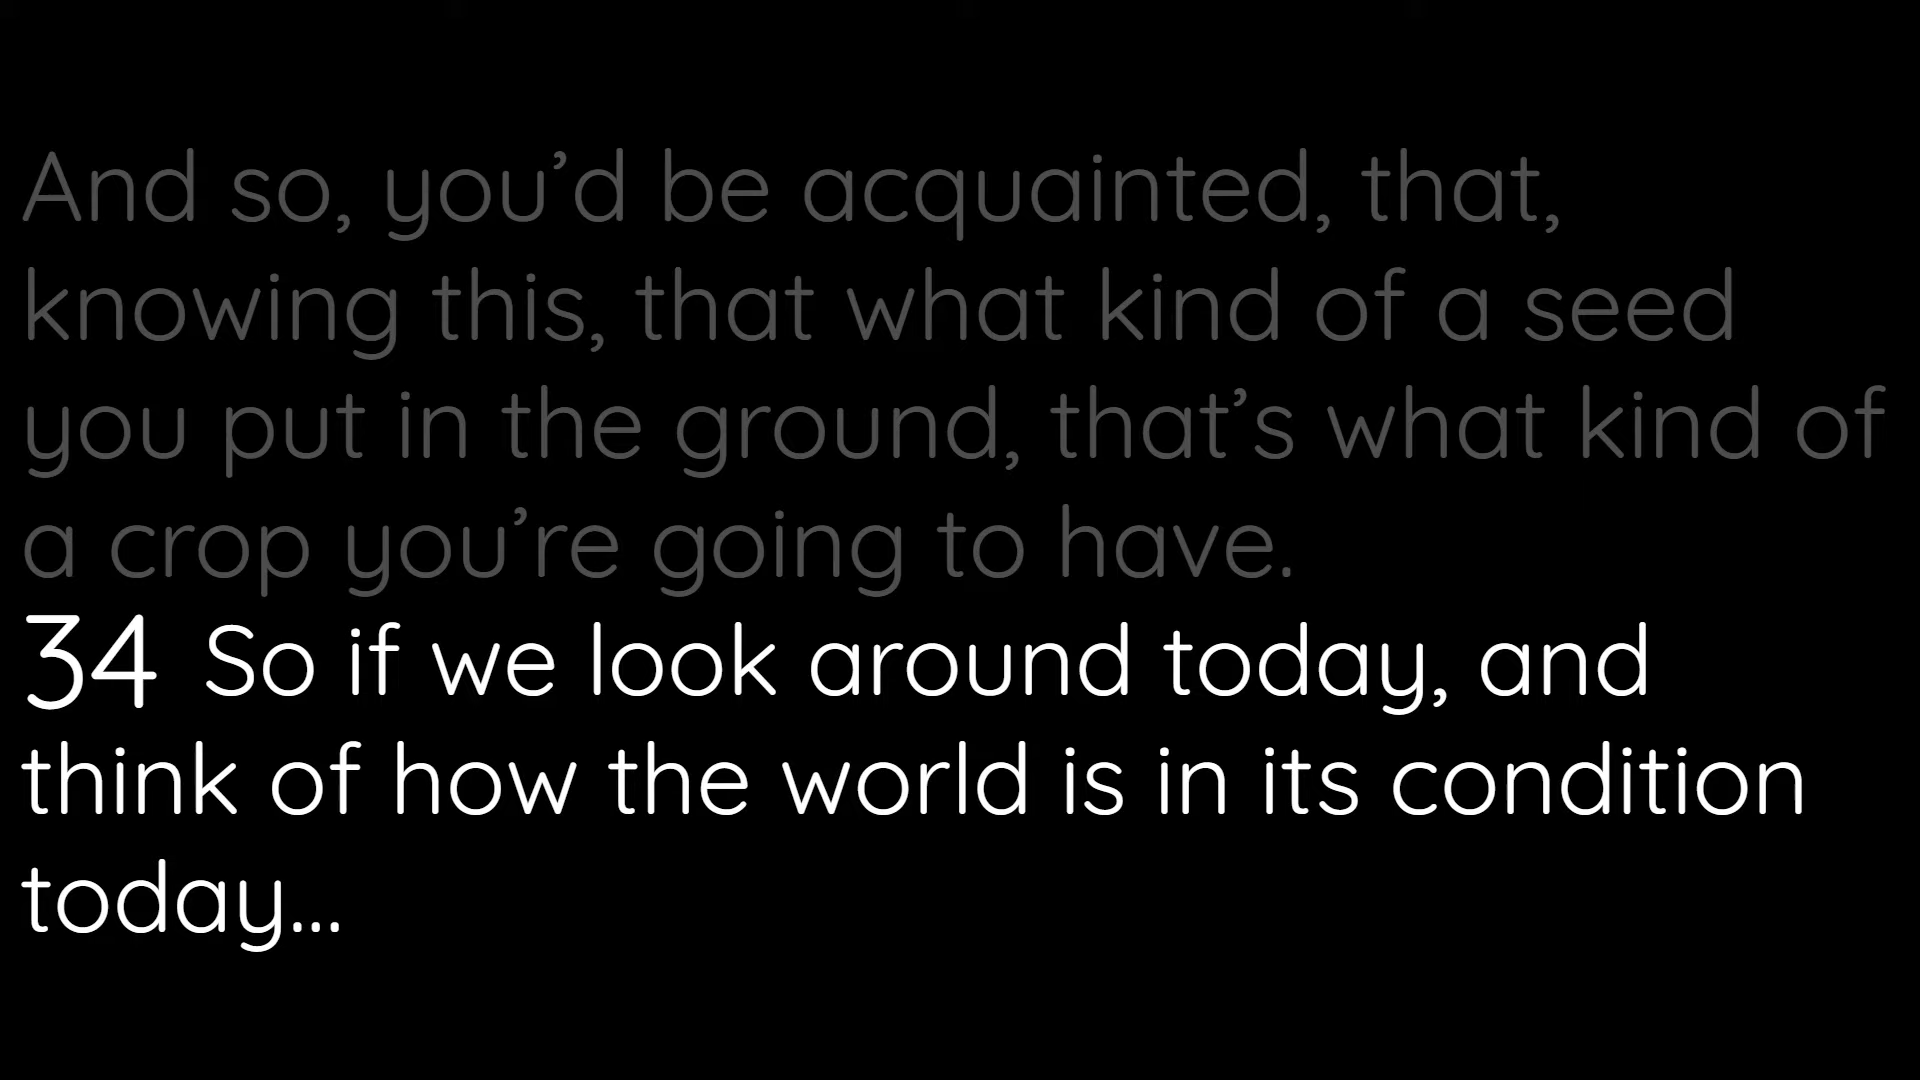 And so, you’d be acquainted, that,
knowing this, that what kind of a seed
you put in the ground, that’s what kind of
a crop you’re going to have.
34 So if we look around today, and
think of how the world is in its condition
today...